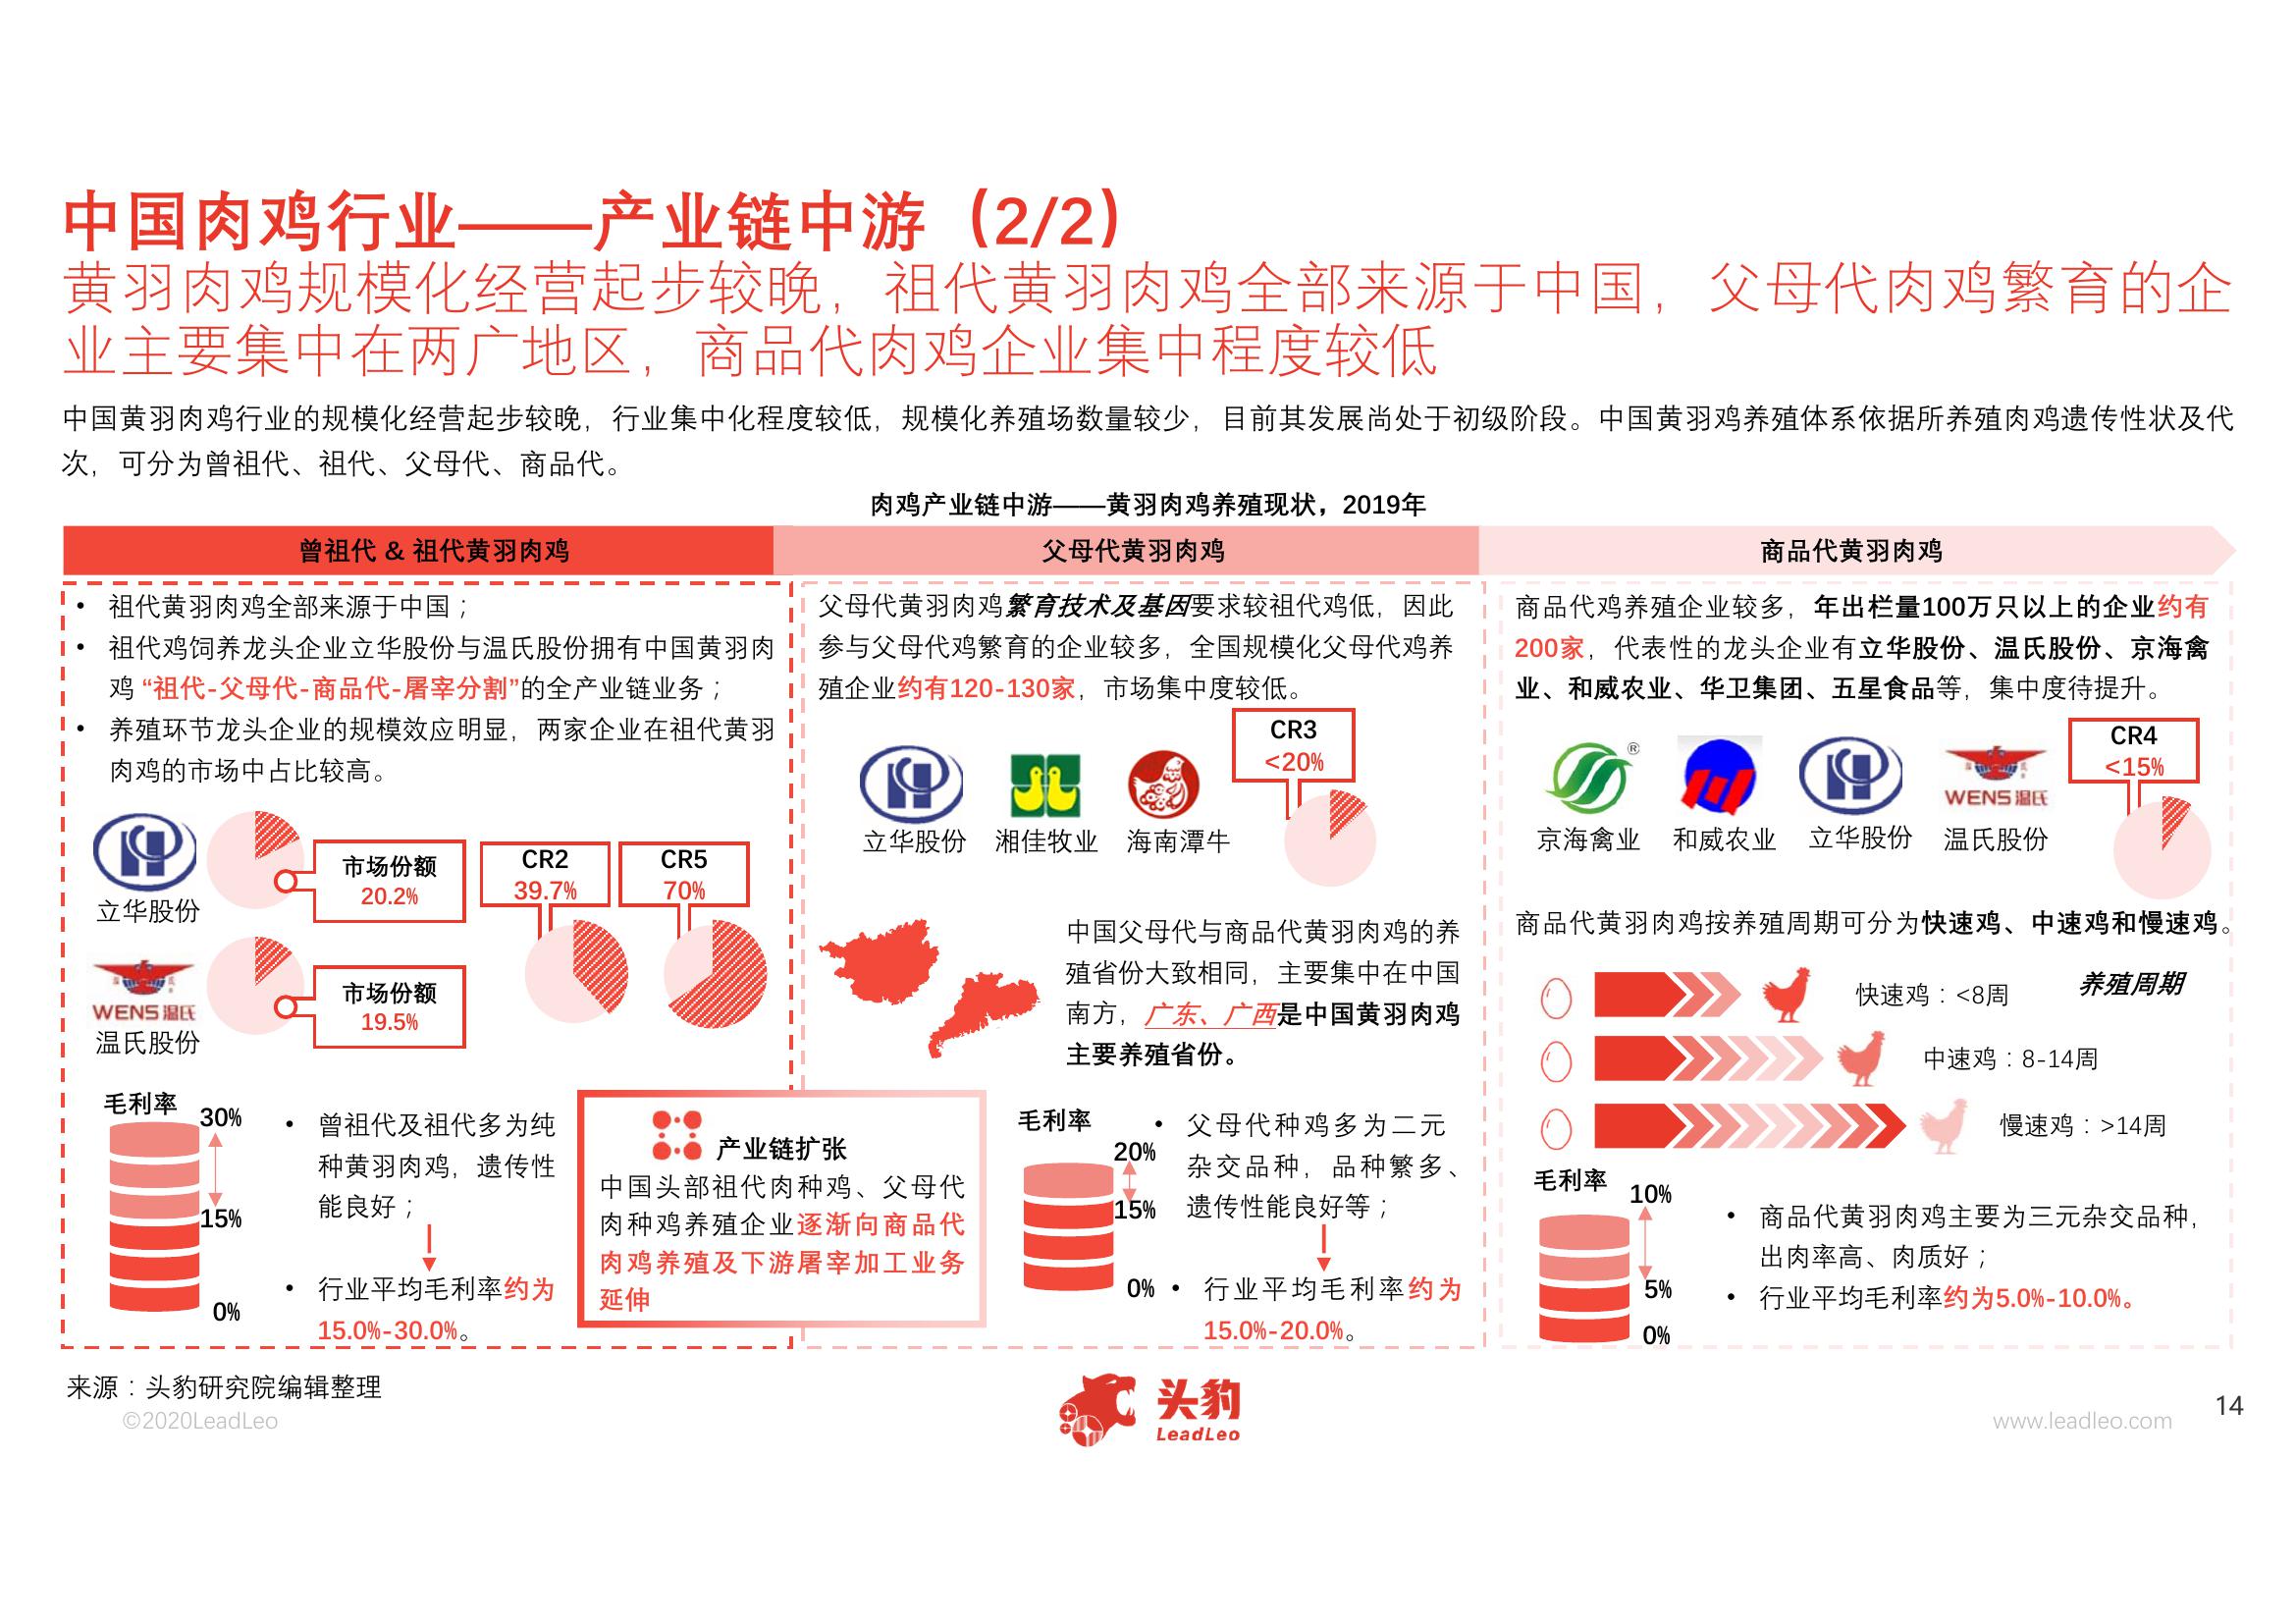 中国肉鸡行业——产业链中游（2/2）
黄羽肉鸡规模化经营起步较晚，祖代黄羽肉鸡全部来源于中国，父母代肉鸡繁育的企
业主要集中在两广地区，商品代肉鸡企业集中程度较低
中国黄羽肉鸡行业的规模化经营起步较晚，行业集中化程度较低，规模化养殖场数量较少，目前其发展尚处于初级阶段。中国黄羽鸡养殖体系依据所养殖肉鸡遗传性状及代
次，可分为曾祖代、祖代、父母代、商品代。
肉鸡产业链中游——黄羽肉鸡养殖现状，2019年
曾祖代 & 祖代黄羽肉鸡
• 祖代黄羽肉鸡全部来源于中国；
• 祖代鸡饲养龙头企业立华股份与温氏股份拥有中国黄羽肉
鸡“祖代-父母代-商品代-屠宰分割”的全产业链业务；
• 养殖环节龙头企业的规模效应明显，两家企业在祖代黄羽
肉鸡的市场中占比较高。
立华股份
市场份额
20.2%
CR2
39.7%
CR5
70%
WENS 温氏
温氏股份
市场份额
19.5%
毛利率
30%
15%
0%
• 曾祖代及祖代多为纯
种黄羽肉鸡，遗传性
能良好；
• 行业平均毛利率约为
15.0%-30.0%。
产业链扩张
中国头部祖代肉种鸡、父母代
肉种鸡养殖企业逐渐向商品代
肉鸡养殖及下游屠宰加工业务
延伸
父母代黄羽肉鸡
父母代黄羽肉鸡繁育技术及基因要求较祖代鸡低，因此
参与父母代鸡繁育的企业较多，全国规模化父母代鸡养
殖企业约有120-130家，市场集中度较低。
立华股份
湘佳牧业
海南潭牛
CR3
<20%
中国父母代与商品代黄羽肉鸡的养
殖省份大致相同，主要集中在中国
南方，广东、广西是中国黄羽肉鸡
主要养殖省份。
毛利率
20%
15%
0%
• 父母代种鸡多为二元
杂交品种，品种繁多、
遗传性能良好等；
• 行业平均毛利率约为
15.0%-20.0%。
商品代黄羽肉鸡
商品代鸡养殖企业较多，年出栏量100万只以上的企业约有
200家，代表性的龙头企业有立华股份、温氏股份、京海禽
业、和威农业、华卫集团、五星食品等，集中度待提升。
®
京海禽业
和威农业
立华股份
WENS 温氏
温氏股份
CR4
<15%
商品代黄羽肉鸡按养殖周期可分为快速鸡、中速鸡和慢速鸡。
养殖周期
快速鸡：<8周
中速鸡：8-14周
慢速鸡：>14周
毛利率
10%
5%
0%
• 商品代黄羽肉鸡主要为三元杂交品种，
出肉率高、肉质好；
• 行业平均毛利率约为5.0%-10.0%。
来源：头豹研究院编辑整理
©2020LeadLeo
头豹
LeadLeo
www.leadleo.com
14